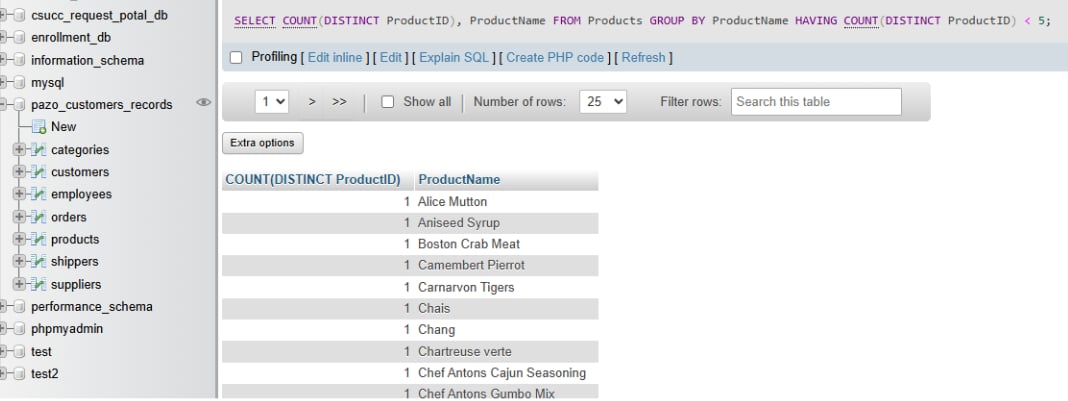 csucc_request_potal_db
enrollment_db
information_schema
mysql
pazo_customers_records
New
categories
customers
employees
orders
products
shippers
suppliers
performance_schema
phpmyadmin
test
test2
SELECT COUNT(DISTINCT ProductID), ProductName FROM Products GROUP BY ProductName HAVING COUNT(DISTINCT ProductID) < 5;
Profiling [ Edit inline ] [ Edit ] [ Explain SQL ] [ Create PHP code ] [ Refresh ]
1 > >> | Show all | Number of rows: 25 Filter rows: Search this table
Extra options
COUNT(DISTINCT ProductID) ProductName
1 Alice Mutton
1 Aniseed Syrup
1 Boston Crab Meat
1 Camembert Pierrot
1 Carnarvon Tigers
1 Chais
1 Chang
1 Chartreuse verte
1 Chef Antons Cajun Seasoning
1 Chef Antons Gumbo Mix